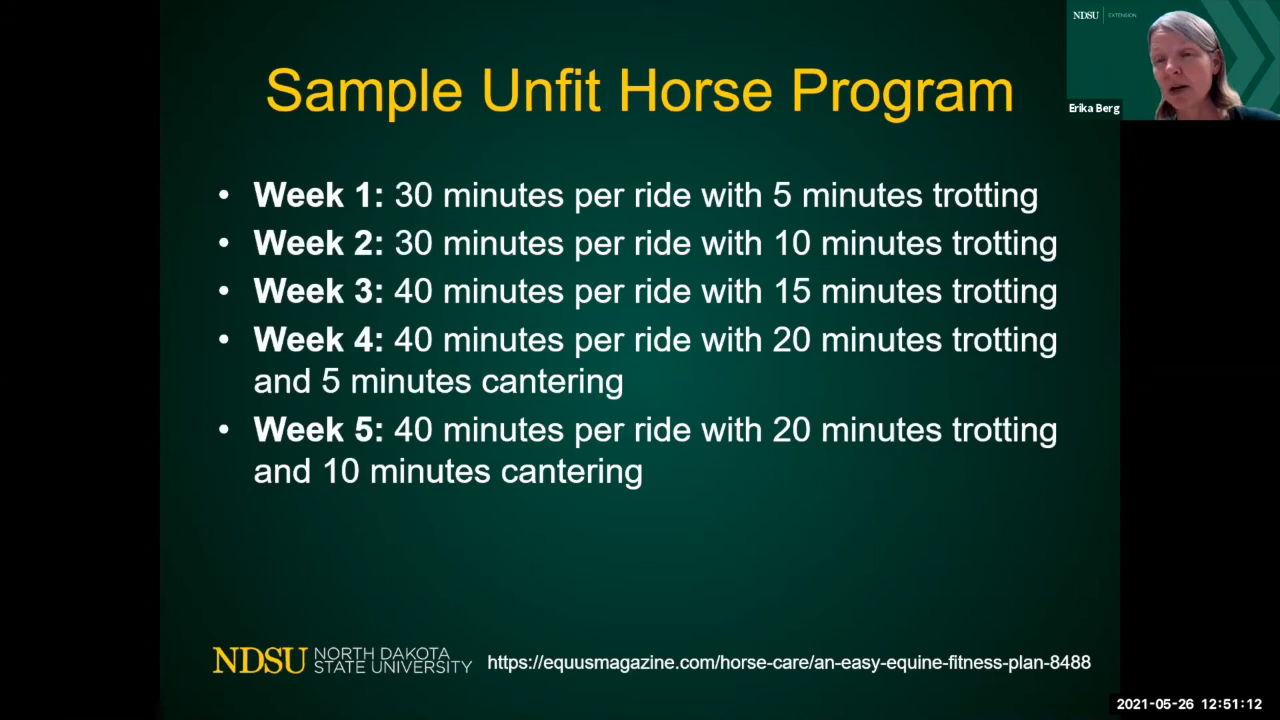 NDSU EXTENSION
Erika Berg
Sample Unfit Horse Program
• Week 1: 30 minutes per ride with 5 minutes trotting
• Week 2: 30 minutes per ride with 10 minutes trotting
• Week 3: 40 minutes per ride with 15 minutes trotting
• Week 4: 40 minutes per ride with 20 minutes trotting
and 5 minutes cantering
• Week 5: 40 minutes per ride with 20 minutes trotting
and 10 minutes cantering
NDSU NORTH DAKOTA
STATE UNIVERSITY
https://equusmagazine.com/horse-care/an-easy-equine-fitness-plan-8488
2021-05-26 12:51:12